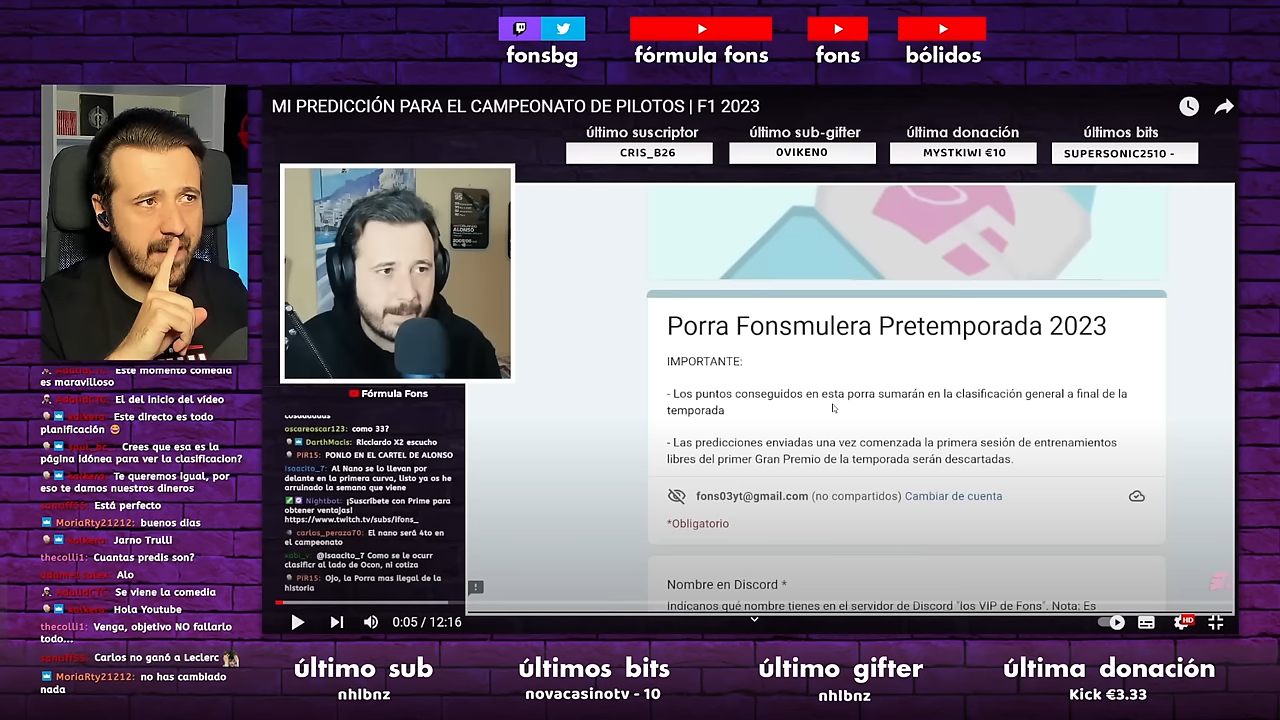 fonsbg
fórmula fons
fons
bólidos
MI PREDICCIÓN PARA EL CAMPEONATO DE PILOTOS | F1 2023
último suscriptor
último sub-gifter
última donación
últimos bits
CRIS_B26
0VIKEN0
MYSTKIWI €10
SUPERSONIC2510 -
ALONSO
Porra Fonsmulera Pretemporada 2023
IMPORTANTE:
- Los puntos conseguidos en esta porra sumarán en la clasificación general a final de la
temporada
- Las predicciones enviadas una vez comenzada la primera sesión de entrenamientos
libres del primer Gran Premio de la temporada serán descartadas.
fons03yt@gmail.com (no compartidos) Cambiar de cuenta
*Obligatorio
Nombre en Discord *
Indícanos qué nombre tienes en el servidor de Discord "los VIP de Fons". Nota: Es
Fórmula Fons
oscareoscar123: como 33?
DarthMacis: Ricciardo X2 escucho
PiR15: PONLO EN EL CARTEL DE ALONSO
Isaacito_7: Al Nano se lo llevan por
delante en la primera curva, listo ya os he
arruinado la semana que viene
Nightbot: ¡Suscríbete con Prime para
obtener ventajas!
https://www.twitch.tv/subs/ifons_
carlos_peraza70: El nano será 4to en el
campeonato
xabi_v: @Isaacito_7 Como se le ocurr
clasificr al lado de Ocon, ni cotiza
PiR15: Ojo, la Porra mas ilegal de la
historia
0:05 / 12:16
HD
Este momento comedia
es maravilloso
El del inicio del vídeo
Este directo es todo
planificación
Crees que esa es la
página idónea para ver la clasificacion?
Te queremos igual, por
eso te damos nuestros dineros
Está perfecto
MoriaRty21212: buenos dias
Jarno Trulli
thecolli1: Cuantas predis son?
Alo
Se viene la comedia
Hola Youtube
thecolli1: Venga, objetivo NO fallarlo
todo...
Carlos no ganó a Leclerc
MoriaRty21212: no has cambiado
nada
último sub
últimos bits
último gifter
última donación
nhlbnz
novacasinotv - 10
nhlbnz
Kick €3.33